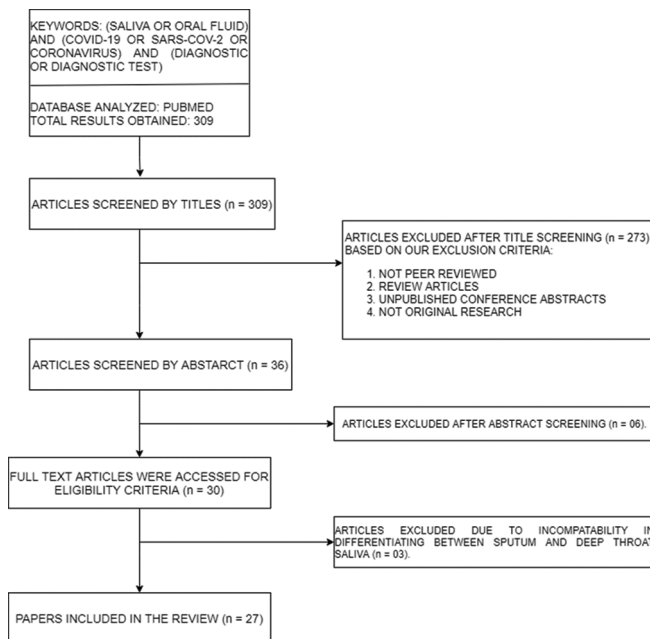 KEYWORDS: (SALIVA OR ORAL FLUID)
AND (COVID-19 OR SARS-COV-2 OR
CORONAVIRUS) AND (DIAGNOSTIC
OR DIAGNOSTIC TEST)
DATABASE ANALYZED: PUBMED
TOTAL RESULTS OBTAINED: 309
ARTICLES SCREENED BY TITLES (n = 309)
ARTICLES EXCLUDED AFTER TITLE SCREENING (n = 273)
BASED ON OUR EXCLUSION CRITERIA:
1. NOT PEER REVIEWED
2. REVIEW ARTICLES
3. UNPUBLISHED CONFERENCE ABSTRACTS
4. NOT ORIGINAL RESEARCH
ARTICLES SCREENED BY ABSTARCT (n = 36)
ARTICLES EXCLUDED AFTER ABSTRACT SCREENING (n = 06).
FULL TEXT ARTICLES WERE ACCESSED FOR
ELIGIBILITY CRITERIA (n = 30)
ARTICLES EXCLUDED DUE TO INCOMPATABILITY IN
DIFFERENTIATING BETWEEN SPUTUM AND DEEP THROAT
SALIVA (n = 03).
PAPERS INCLUDED IN THE REVIEW (n = 27)